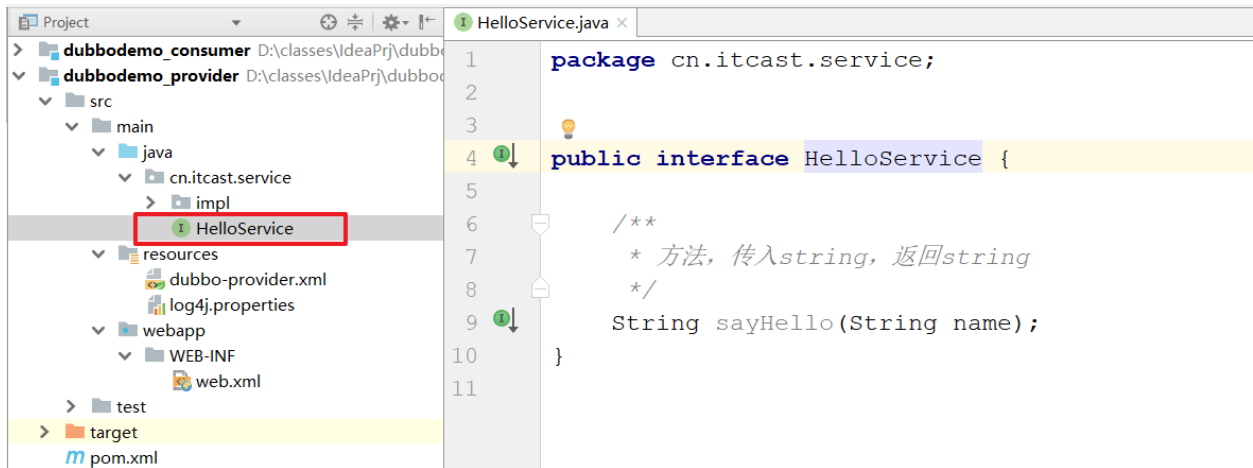 Project
HelloService.java
dubbodemo_consumer D:\classes\IdeaPrj\dubb
dubbodemo_provider D:\classes\IdeaPrj\dubbo
src
main
java
cn.itcast.service
impl
HelloService
resources
dubbo-provider.xml
log4j.properties
webapp
WEB-INF
web.xml
test
target
pom.xml
1 package cn.itcast.service;
2
3
4 public interface HelloService {
5
6 /**
7 * 方法，传入string，返回string
8 */
9 String sayHello(String name);
10 }
11